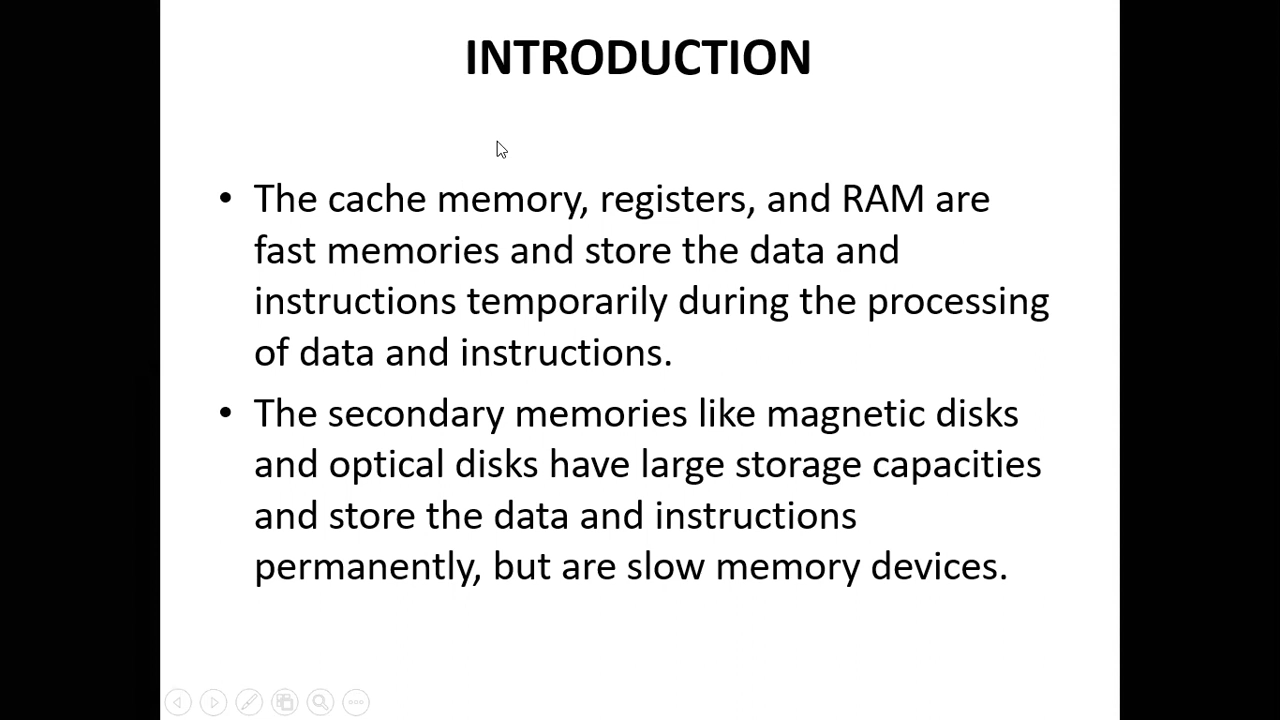 INTRODUCTION
• The cache memory, registers, and RAM are
fast memories and store the data and
instructions temporarily during the processing
of data and instructions.
• The secondary memories like magnetic disks
and optical disks have large storage capacities
and store the data and instructions
permanently, but are slow memory devices.